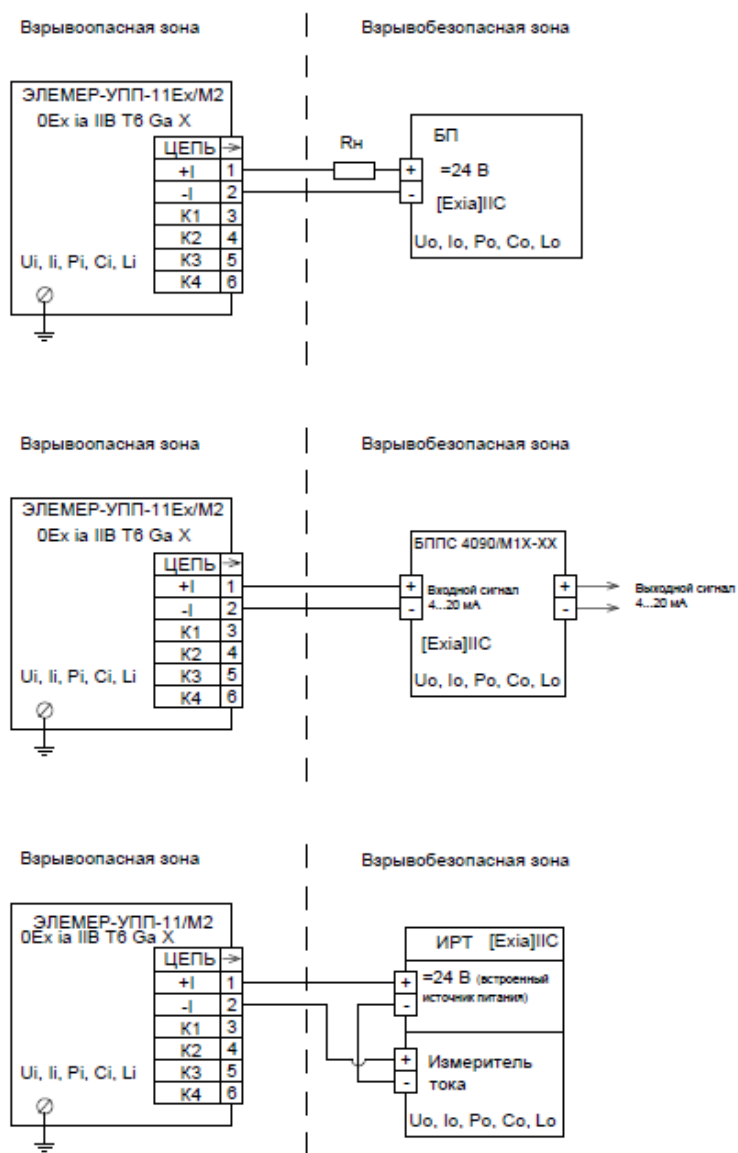 Взрывоопасная зона
Взрывобезопасная зона
ЭЛЕМЕР-УПП-11Ex/М2
0Ex ia IIB T6 Ga X
ЦЕПЬ
+I 1
-I 2
К1 3
К2 4
К3 5
К4 6
Ui, Ii, Pi, Ci, Li
Rн
БП
+ =24 В
-
[Exia]IIC
Uo, Io, Po, Co, Lo
Взрывоопасная зона
Взрывобезопасная зона
ЭЛЕМЕР-УПП-11Ex/М2
0Ex ia IIB T6 Ga X
ЦЕПЬ
+I 1
-I 2
К1 3
К2 4
К3 5
К4 6
Ui, Ii, Pi, Ci, Li
БППС 4090/М1Х-ХХ
+ Входной сигнал +
- 4...20 мА -
[Exia]IIC
Uo, Io, Po, Co, Lo
Выходной сигнал
4...20 мА
Взрывоопасная зона
Взрывобезопасная зона
ЭЛЕМЕР-УПП-11/М2
0Ex ia IIB T6 Ga X
ЦЕПЬ
+I 1
-I 2
К1 3
К2 4
К3 5
К4 6
Ui, Ii, Pi, Ci, Li
ИРТ [Exia]IIC
+ =24 В (встроенный
- источник питания)
+ Измеритель
- тока
Uo, Io, Po, Co, Lo